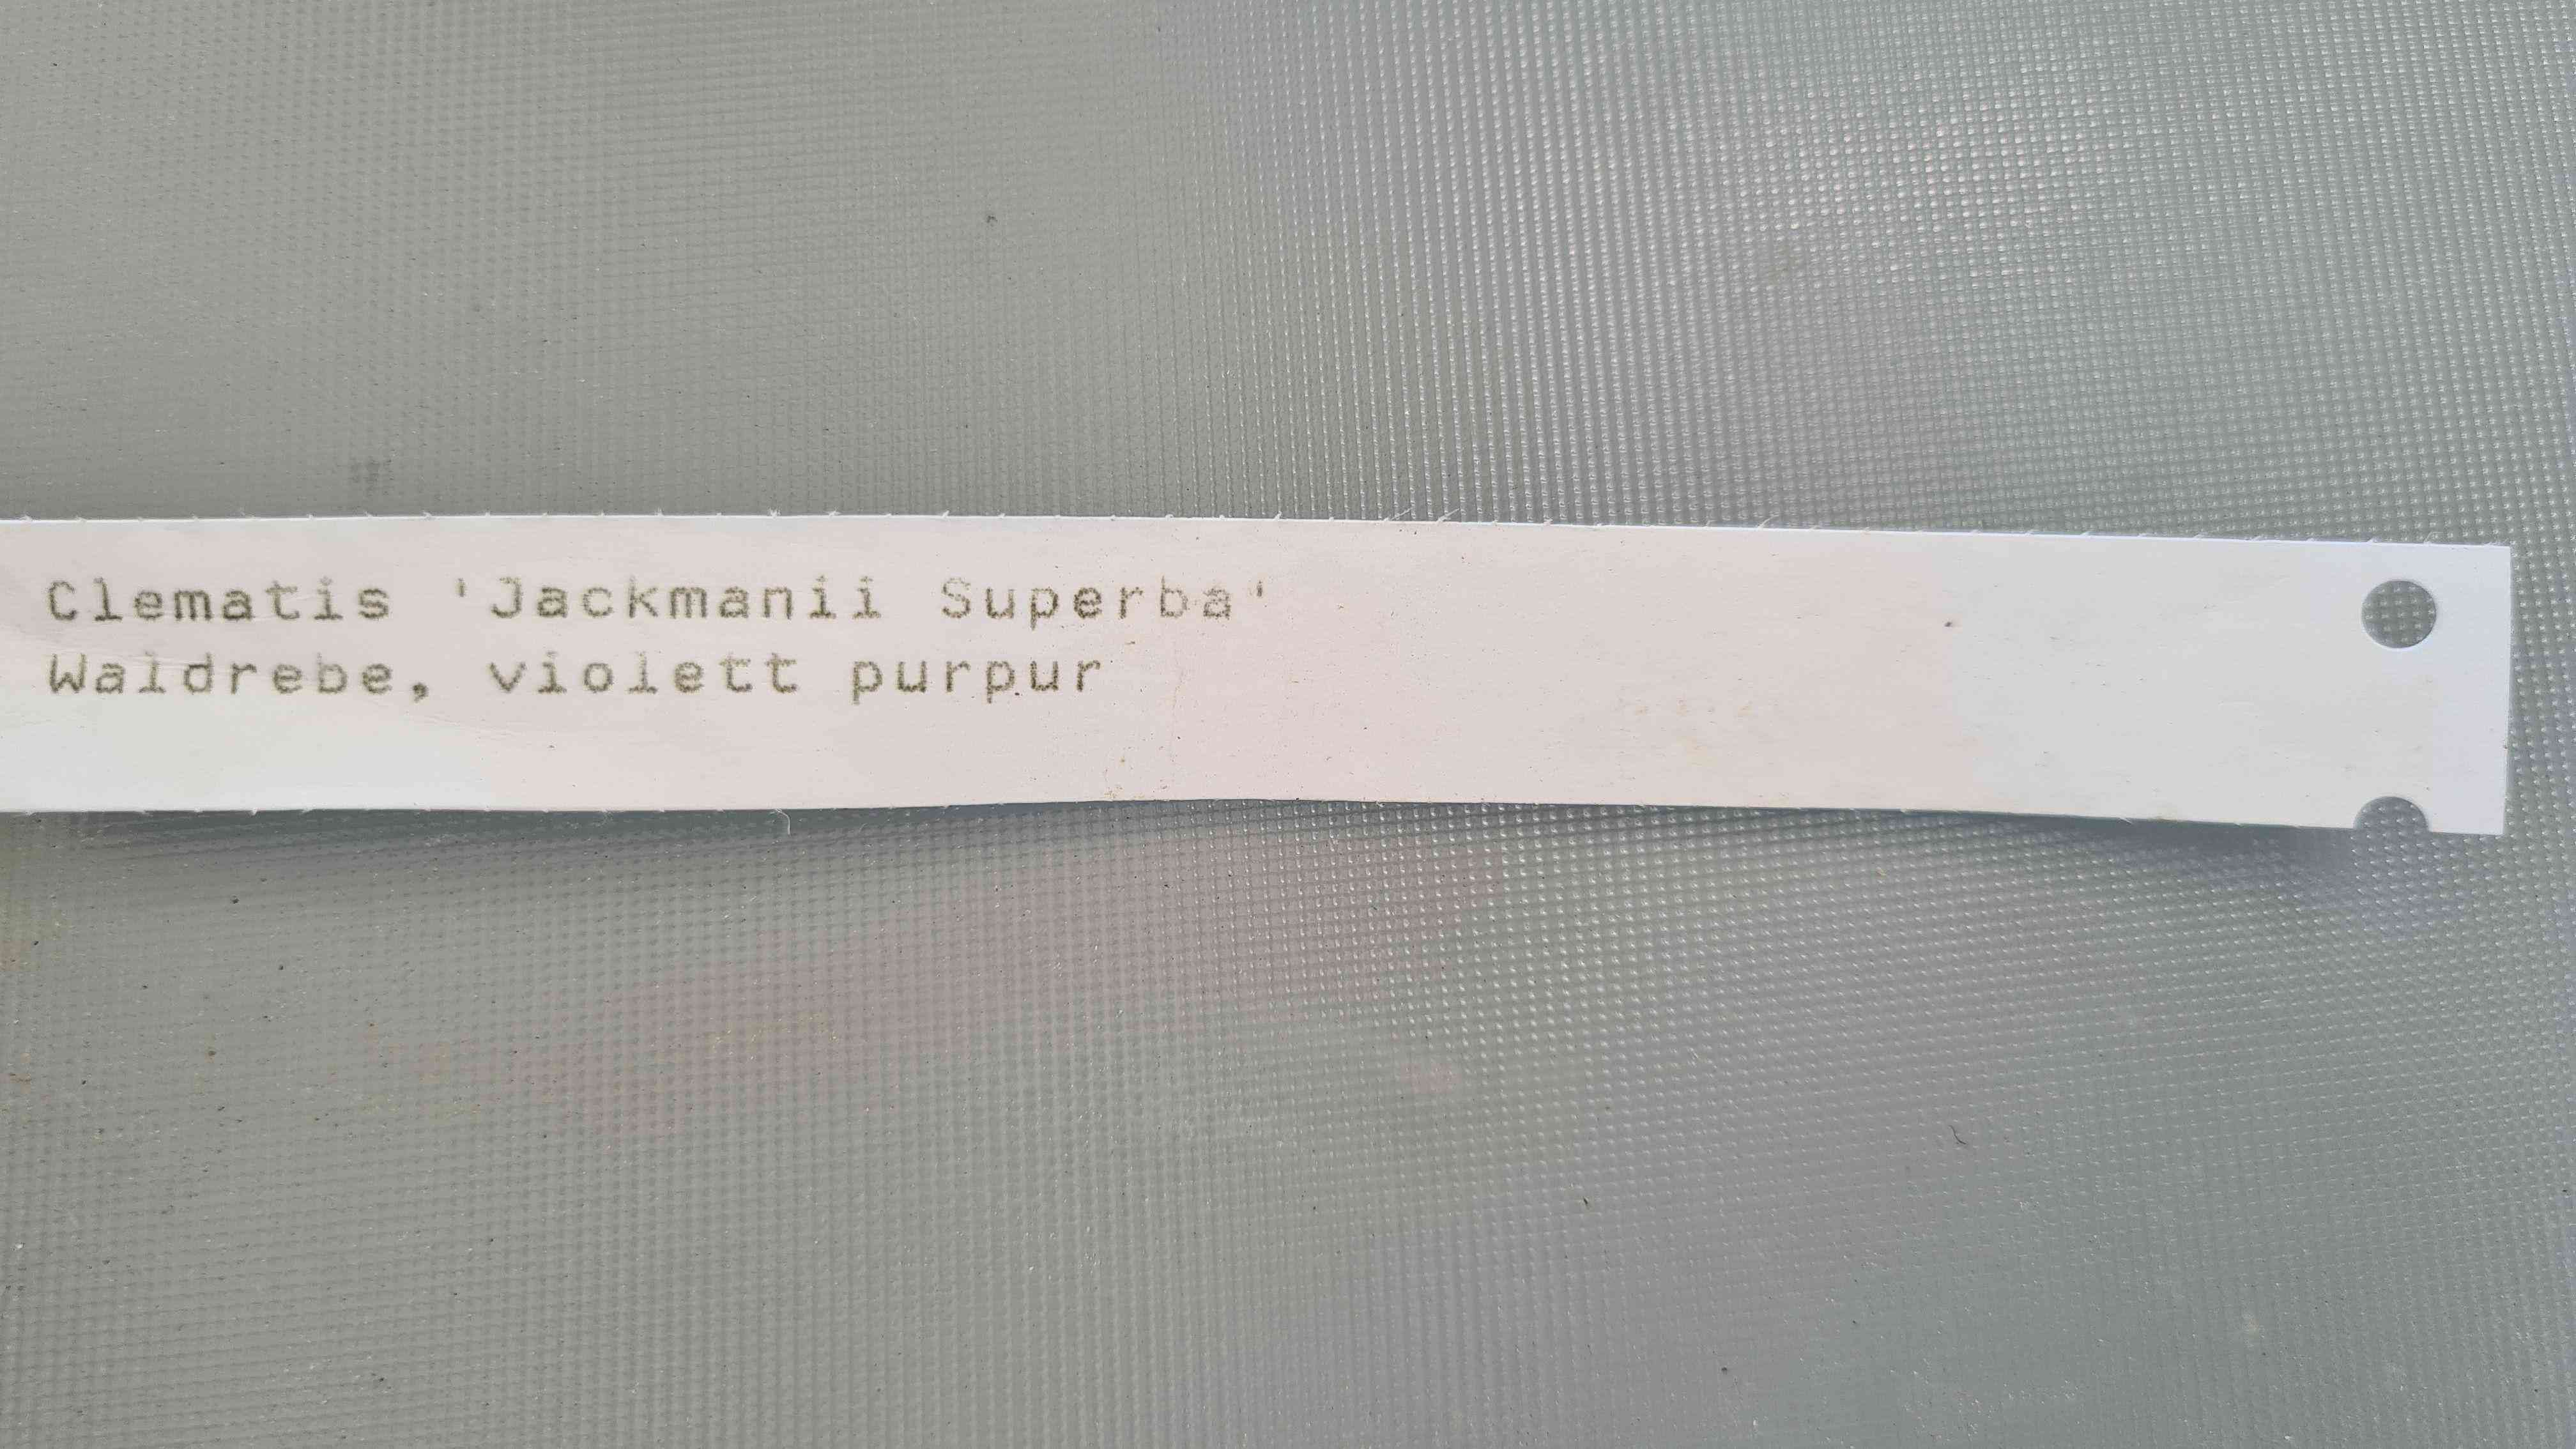 Clematis 'Jackmanii Superba'
Waldrebe, violett purpur